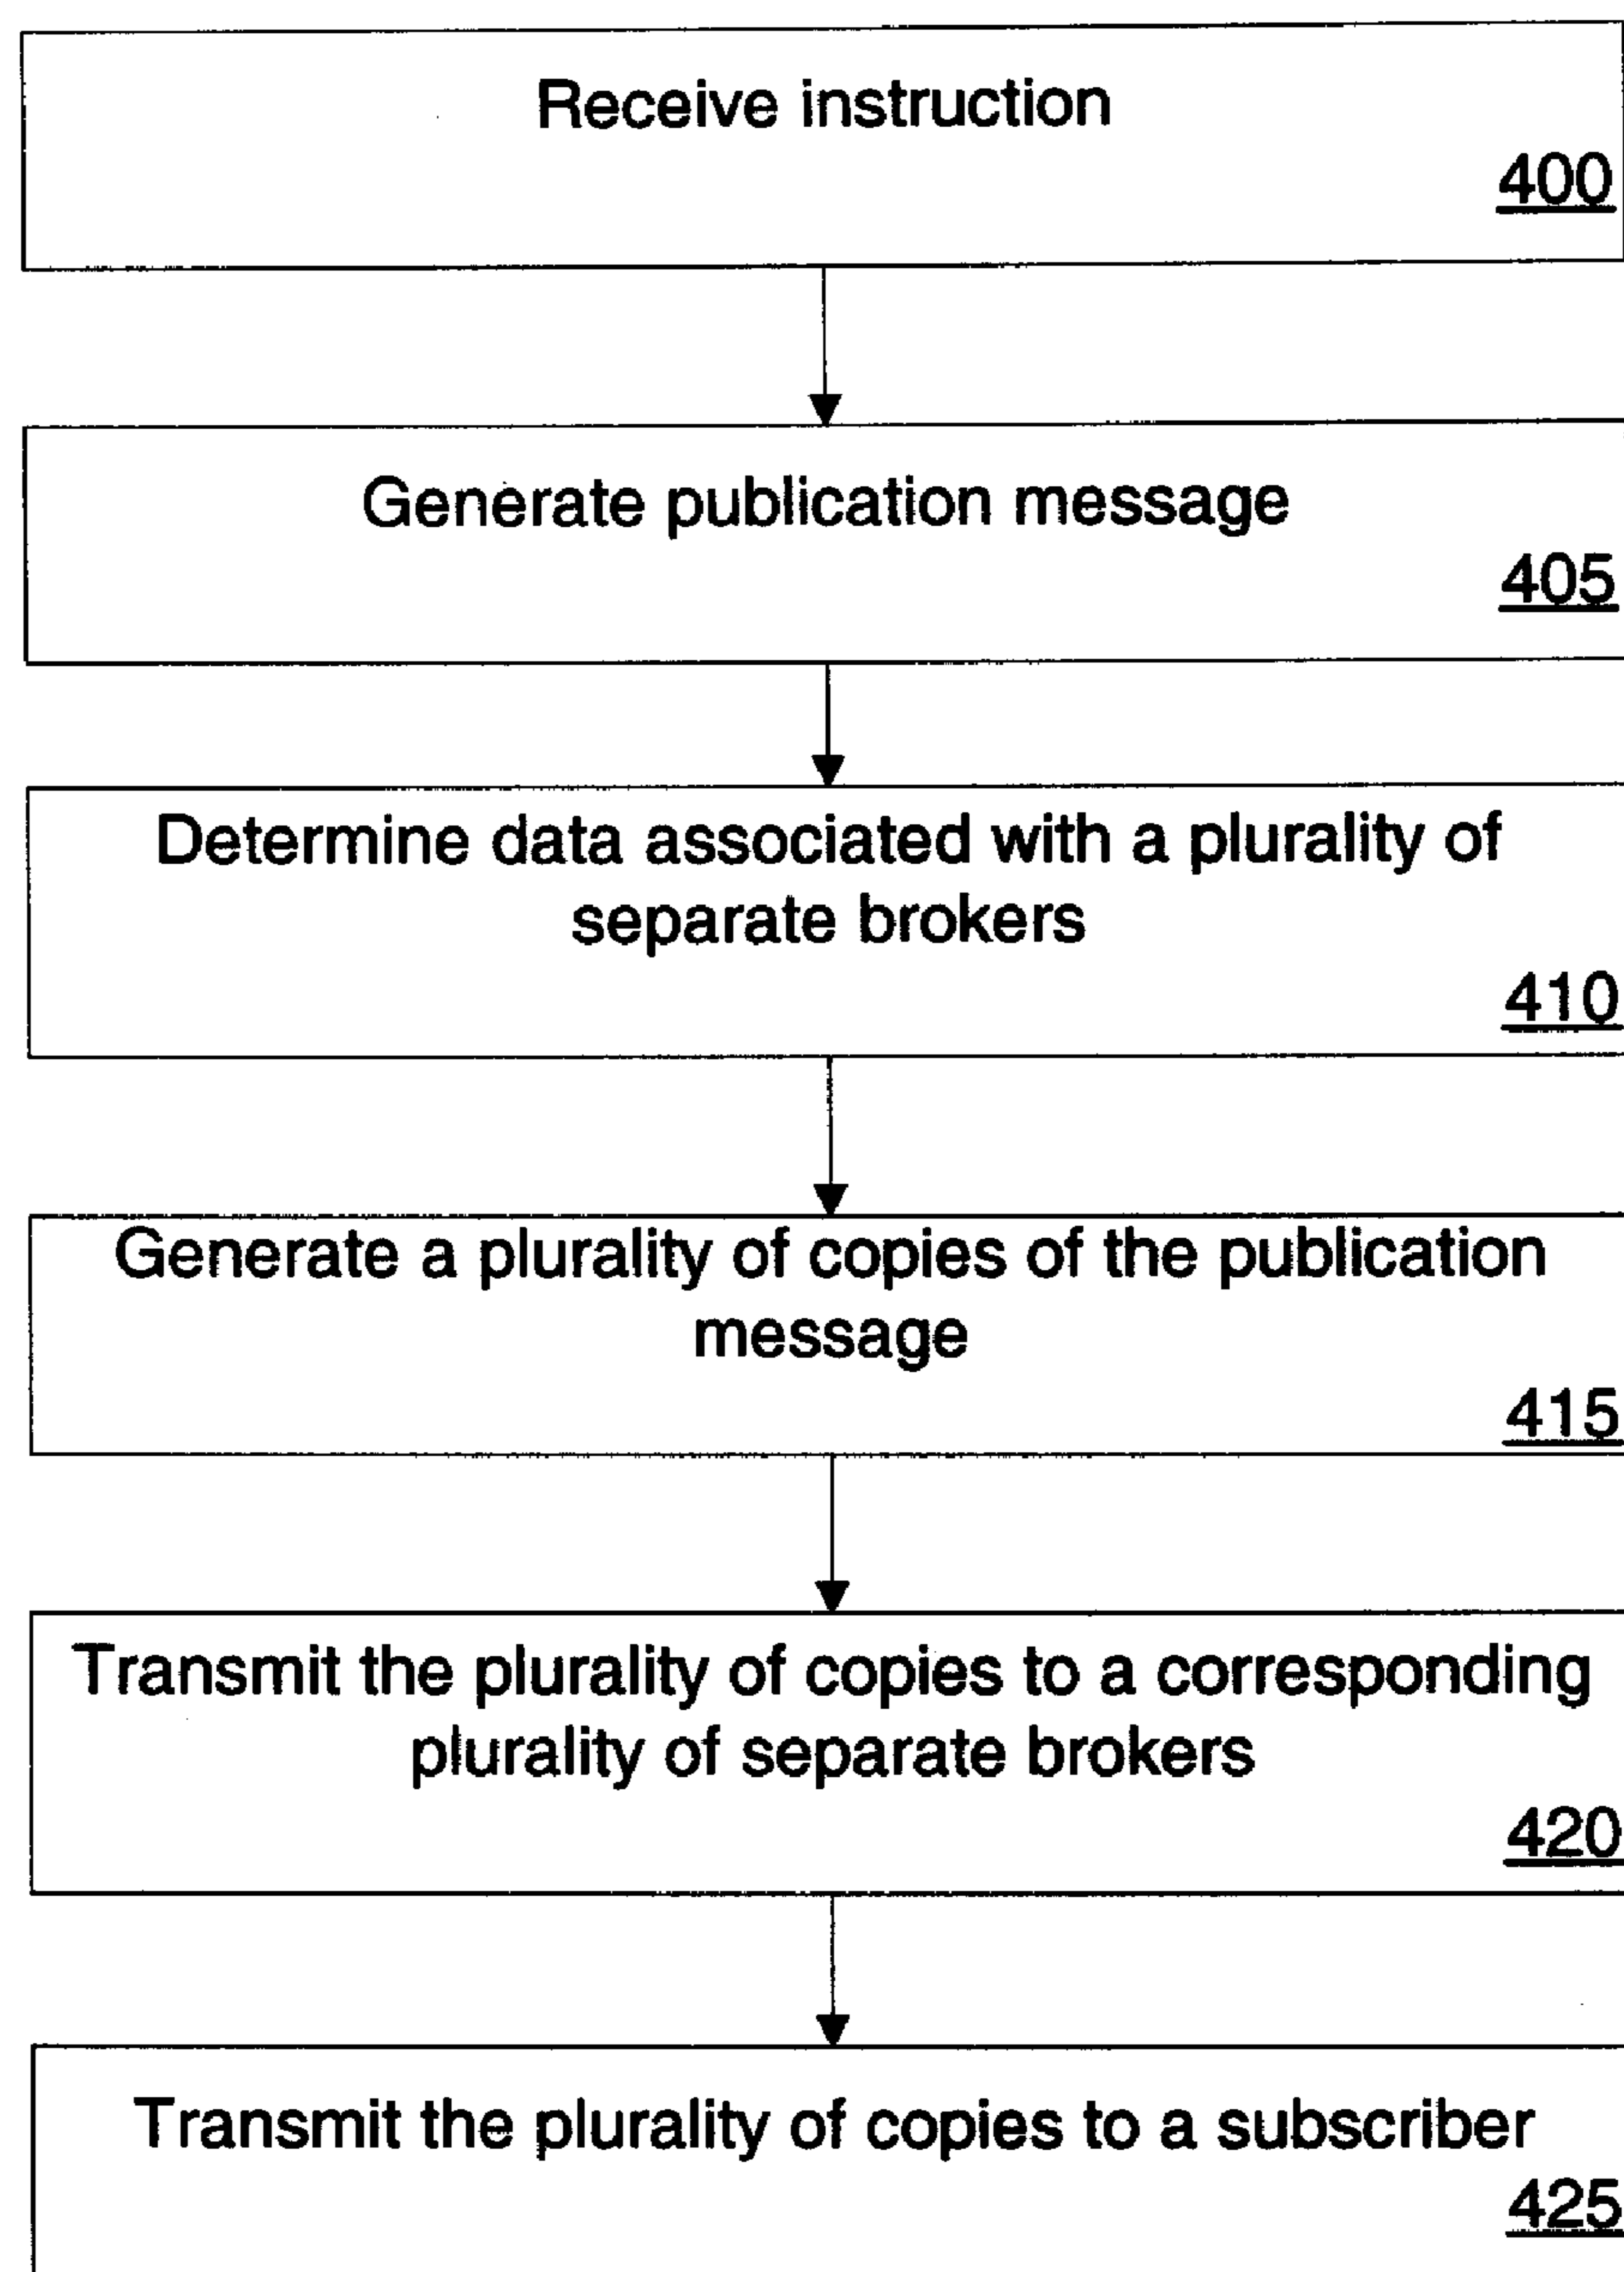 Receive instruction
400
Generate publication message
405
Determine data associated with a plurality of
separate brokers
410
Generate a plurality of copies of the publication
message
415
Transmit the plurality of copies to a corresponding
plurality of separate brokers
420
Transmit the plurality of copies to a subscriber
425